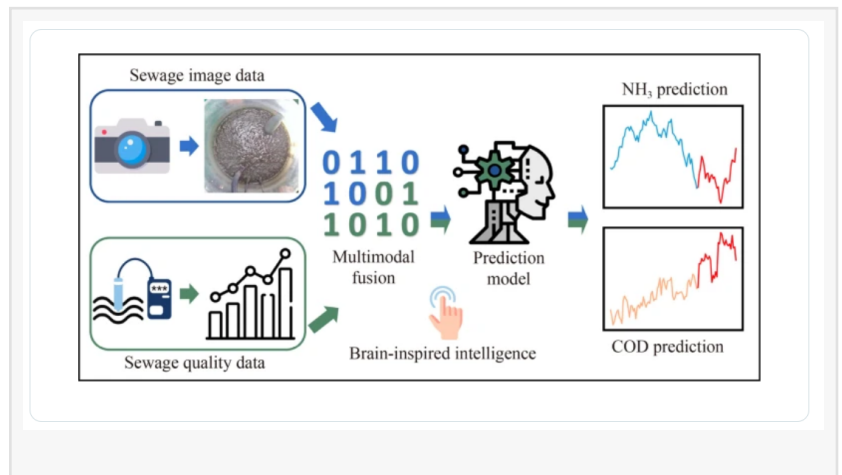 Sewage image data
NH₃ prediction
0110
1001
1010
Multimodal
fusion
Prediction
model
***
Brain-inspired intelligence
Sewage quality data
COD prediction